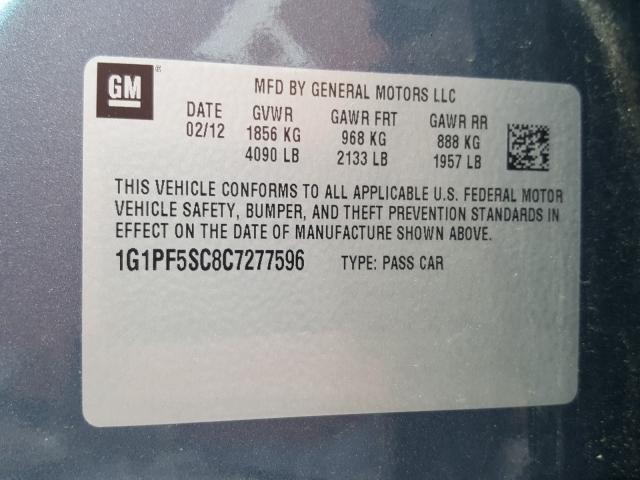 GM ®
MFD BY GENERAL MOTORS LLC
DATE GVWR GAWR FRT GAWR RR
02/12 1856 KG 968 KG 888 KG
4090 LB 2133 LB 1957 LB
THIS VEHICLE CONFORMS TO ALL APPLICABLE U.S. FEDERAL MOTOR
VEHICLE SAFETY, BUMPER, AND THEFT PREVENTION STANDARDS IN
EFFECT ON THE DATE OF MANUFACTURE SHOWN ABOVE.
1G1PF5SC8C7277596 TYPE: PASS CAR